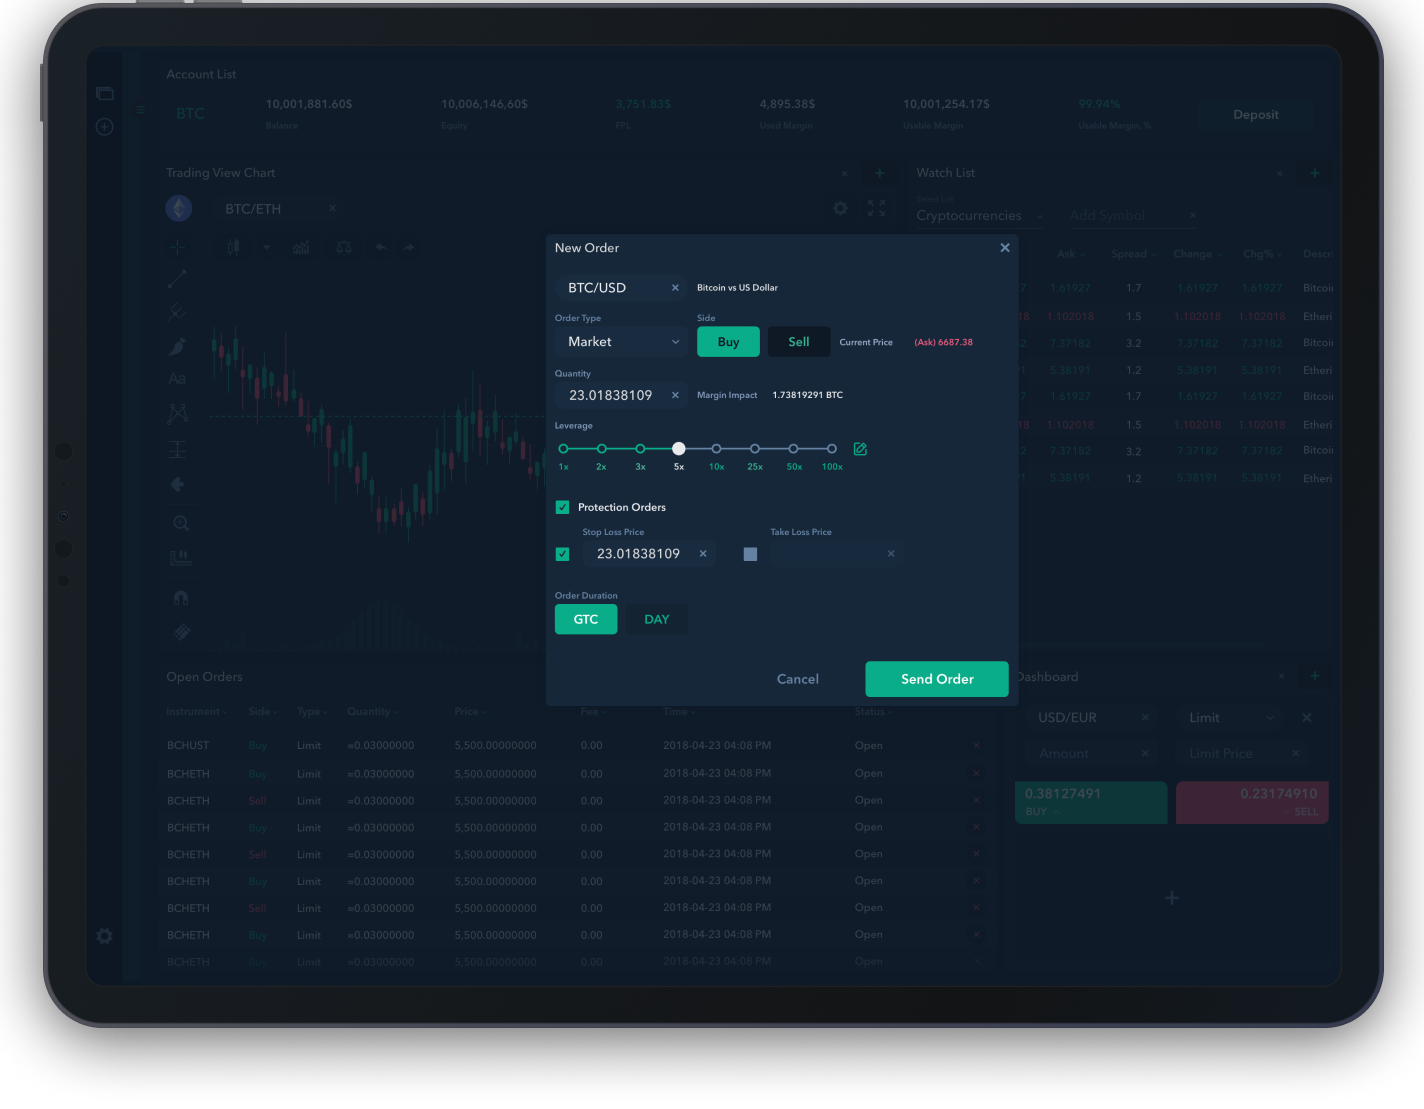 Account List
BTC
10,001,881.60$ 10,006,146,60$ 3,751.83$ 4,895.38$ 10,001,254.17$ 99.94%
Balance Equity FPL Used Margin Usable Margin Usable Margin, %
Deposit
Trading View Chart
BTC/ETH
Aa
Watch List
Select List
Cryptocurrencies Add Symbol
Ask Spread Change Chg% Descri
7 1.61927 1.7 1.61927 1.61927 Bitcoi
18 1.102018 1.5 1.102018 1.102018 Etheri
2 7.37182 3.2 7.37182 7.37182 Bitcoi
1 5.38191 1.2 5.38191 5.38191 Etheri
7 1.61927 1.7 1.61927 1.61927 Bitcoi
18 1.102018 1.5 1.102018 1.102018 Etheri
2 7.37182 3.2 7.37182 7.37182 Bitcoi
1 5.38191 1.2 5.38191 5.38191 Etheri
New Order
BTC/USD Bitcoin vs US Dollar
Order Type Side
Market Buy Sell Current Price (Ask) 6687.38
Quantity
23.01838109 Margin Impact 1.73819291 BTC
Leverage
1x 2x 3x 5x 10x 25x 50x 100x
Protection Orders
Stop Loss Price Take Loss Price
23.01838109
Order Duration
GTC DAY
Cancel Send Order
Open Orders
Instrument Side Type Quantity Price Fee Time Status
BCHUST Buy Limit =0.03000000 5,500.00000000 0.00 2018-04-23 04:08 PM Open
BCHETH Buy Limit =0.03000000 5,500.00000000 0.00 2018-04-23 04:08 PM Open
BCHETH Sell Limit =0.03000000 5,500.00000000 0.00 2018-04-23 04:08 PM Open
BCHETH Buy Limit =0.03000000 5,500.00000000 0.00 2018-04-23 04:08 PM Open
BCHETH Sell Limit =0.03000000 5,500.00000000 0.00 2018-04-23 04:08 PM Open
BCHETH Buy Limit =0.03000000 5,500.00000000 0.00 2018-04-23 04:08 PM Open
BCHETH Sell Limit =0.03000000 5,500.00000000 0.00 2018-04-23 04:08 PM Open
BCHETH Buy Limit =0.03000000 5,500.00000000 0.00 2018-04-23 04:08 PM Open
BCHETH Buy Limit =0.03000000 5,500.00000000 0.00 2018-04-23 04:08 PM Open
Dashboard
USD/EUR Limit
Amount Limit Price
0.38127491 0.23174910
BUY SELL